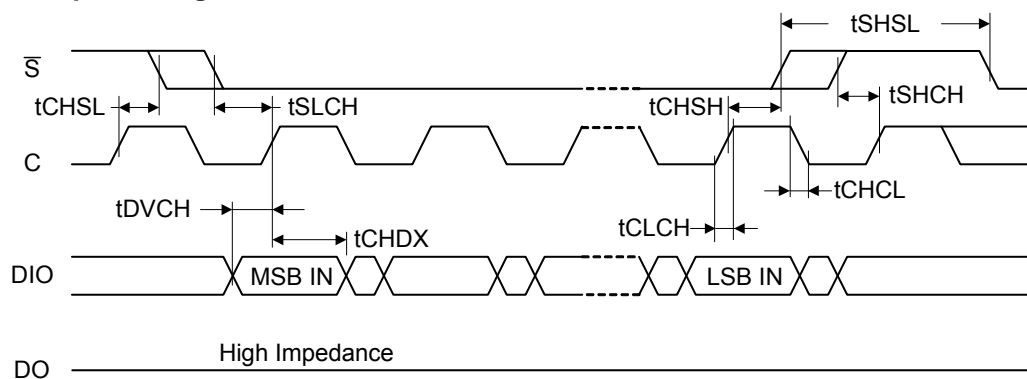 tSHSL
S
tCHSL
tSLCH
tCHSH
tSHCH
C
tCHCL
tDVCH
tCLCH
tCHDX
DIO
MSB IN
LSB IN
High Impedance
DO